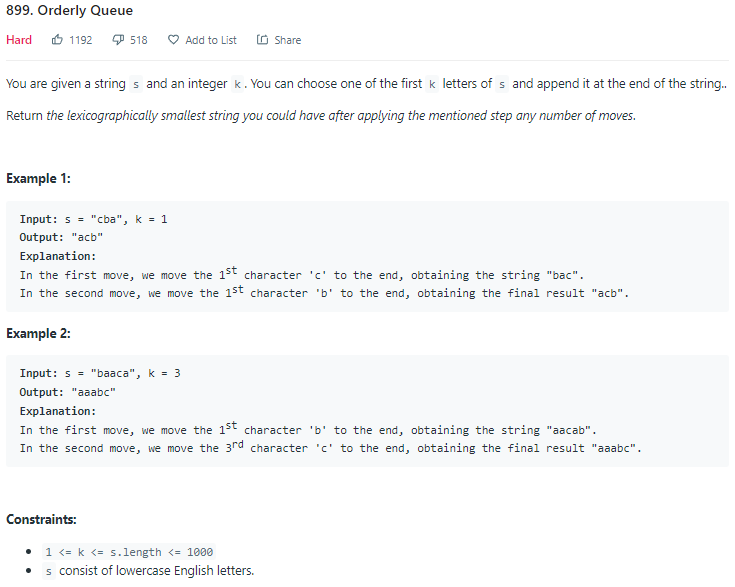 899. Orderly Queue
Hard 1192 518 Add to List Share
You are given a string s and an integer k. You can choose one of the first k letters of s and append it at the end of the string..
Return the lexicographically smallest string you could have after applying the mentioned step any number of moves.
Example 1:
Input: s = "cba", k = 1
Output: "acb"
Explanation:
In the first move, we move the 1st character 'c' to the end, obtaining the string "bac".
In the second move, we move the 1st character 'b' to the end, obtaining the final result "acb".
Example 2:
Input: s = "baaca", k = 3
Output: "aaabc"
Explanation:
In the first move, we move the 1st character 'b' to the end, obtaining the string "aacab".
In the second move, we move the 3rd character 'c' to the end, obtaining the final result "aaabc".
Constraints:
• 1 <= k <= s.length <= 1000
• s consist of lowercase English letters.